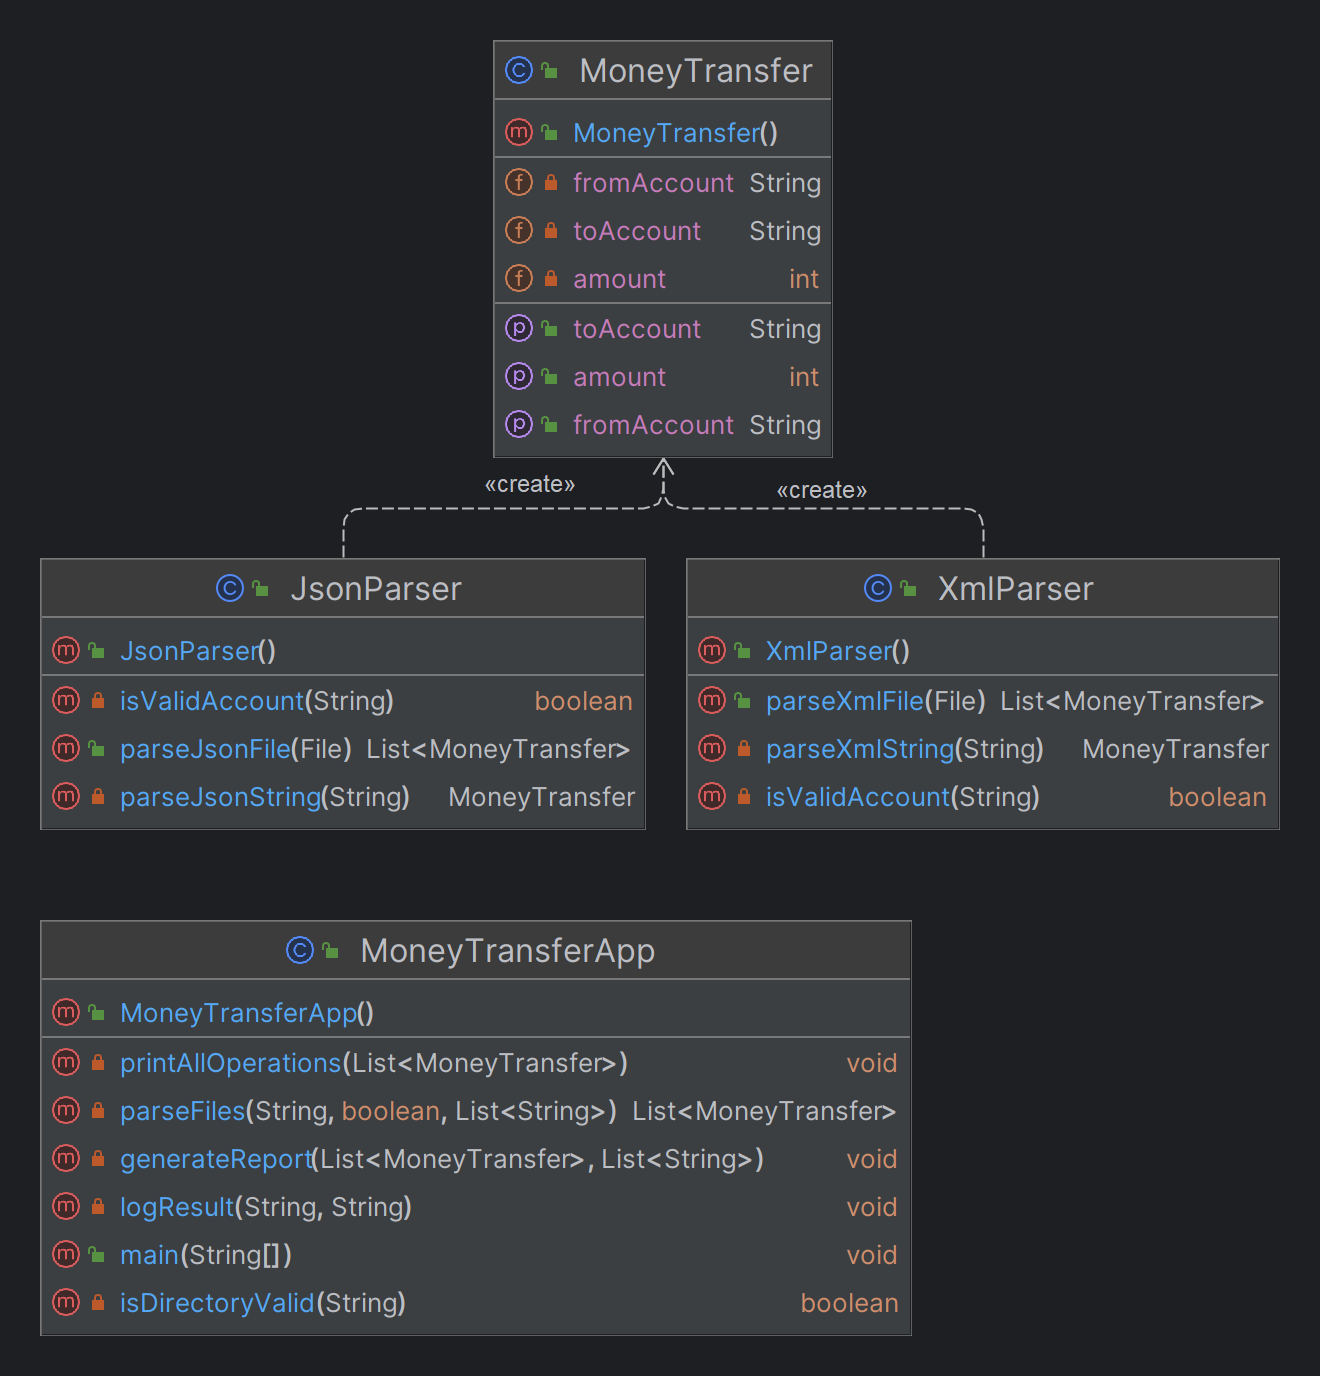 MoneyTransfer
MoneyTransfer()
fromAccount String
toAccount String
amount int
toAccount String
amount int
fromAccount String
«create»
«create»
JsonParser
JsonParser()
isValidAccount(String) boolean
parseJsonFile(File) List<MoneyTransfer>
parseJsonString(String) MoneyTransfer
XmlParser
XmlParser()
parseXmlFile(File) List<MoneyTransfer>
parseXmlString(String) MoneyTransfer
isValidAccount(String) boolean
MoneyTransferApp
MoneyTransferApp()
printAllOperations(List<MoneyTransfer>) void
parseFiles(String, boolean, List<String>) List<MoneyTransfer>
generateReport(List<MoneyTransfer>, List<String>) void
logResult(String, String) void
main(String[]) void
isDirectoryValid(String) boolean